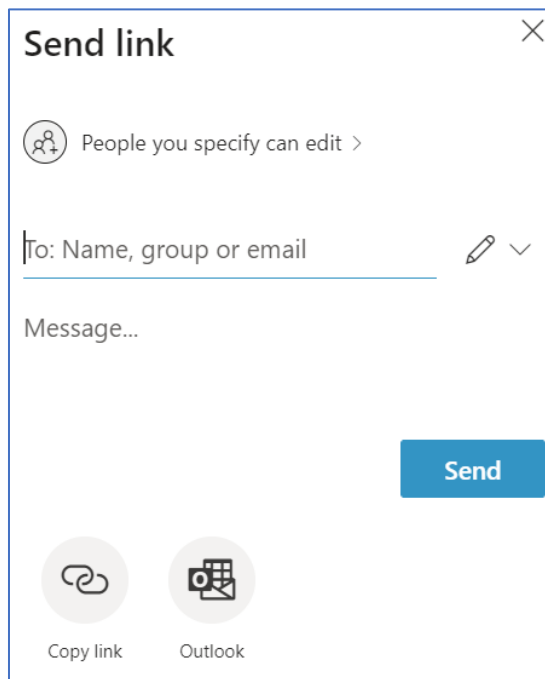 Send link
People you specify can edit >
To: Name, group or email
Message...
Send
Copy link
Outlook